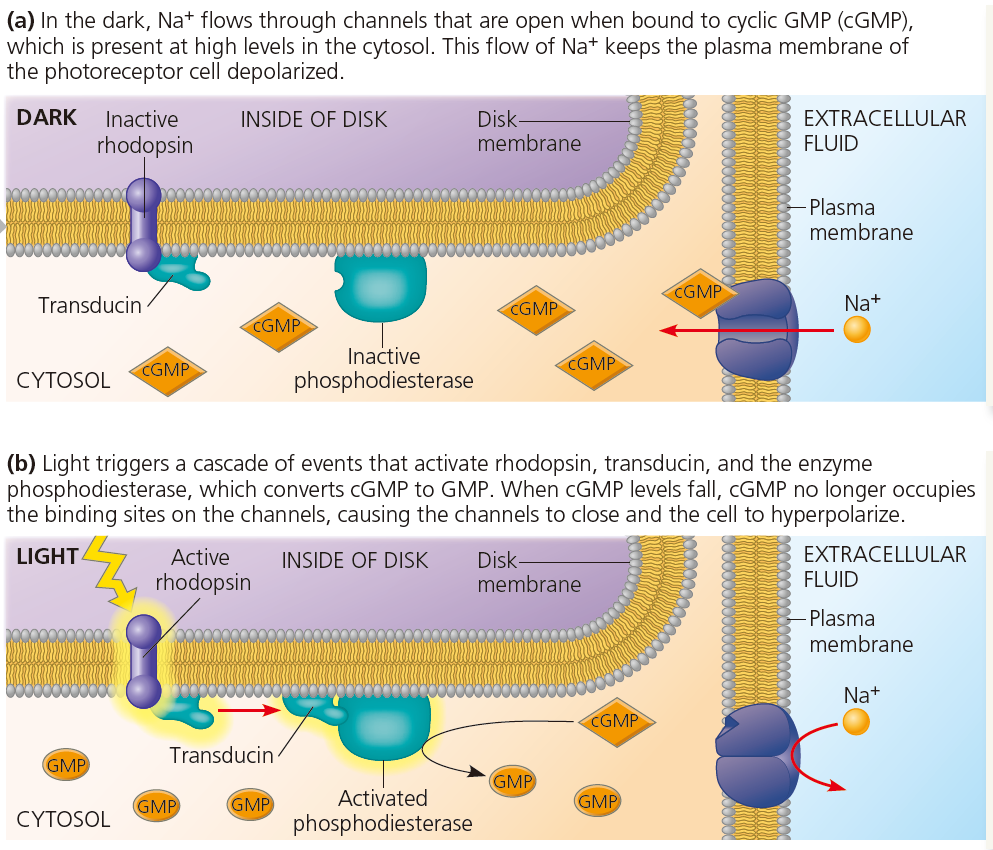 (a) In the dark, Na⁺ flows through channels that are open when bound to cyclic GMP (cGMP),
which is present at high levels in the cytosol. This flow of Na⁺ keeps the plasma membrane of
the photoreceptor cell depolarized.
DARK
Inactive
rhodopsin
INSIDE OF DISK
Disk
membrane
EXTRACELLULAR
FLUID
Plasma
membrane
Transducin
cGMP
cGMP
cGMP
cGMP
cGMP
Na⁺
Inactive
phosphodiesterase
CYTOSOL
(b) Light triggers a cascade of events that activate rhodopsin, transducin, and the enzyme
phosphodiesterase, which converts cGMP to GMP. When cGMP levels fall, cGMP no longer occupies
the binding sites on the channels, causing the channels to close and the cell to hyperpolarize.
LIGHT
Active
rhodopsin
INSIDE OF DISK
Disk
membrane
EXTRACELLULAR
FLUID
Plasma
membrane
Na⁺
cGMP
Transducin
GMP
GMP
GMP
GMP
GMP
Activated
phosphodiesterase
CYTOSOL